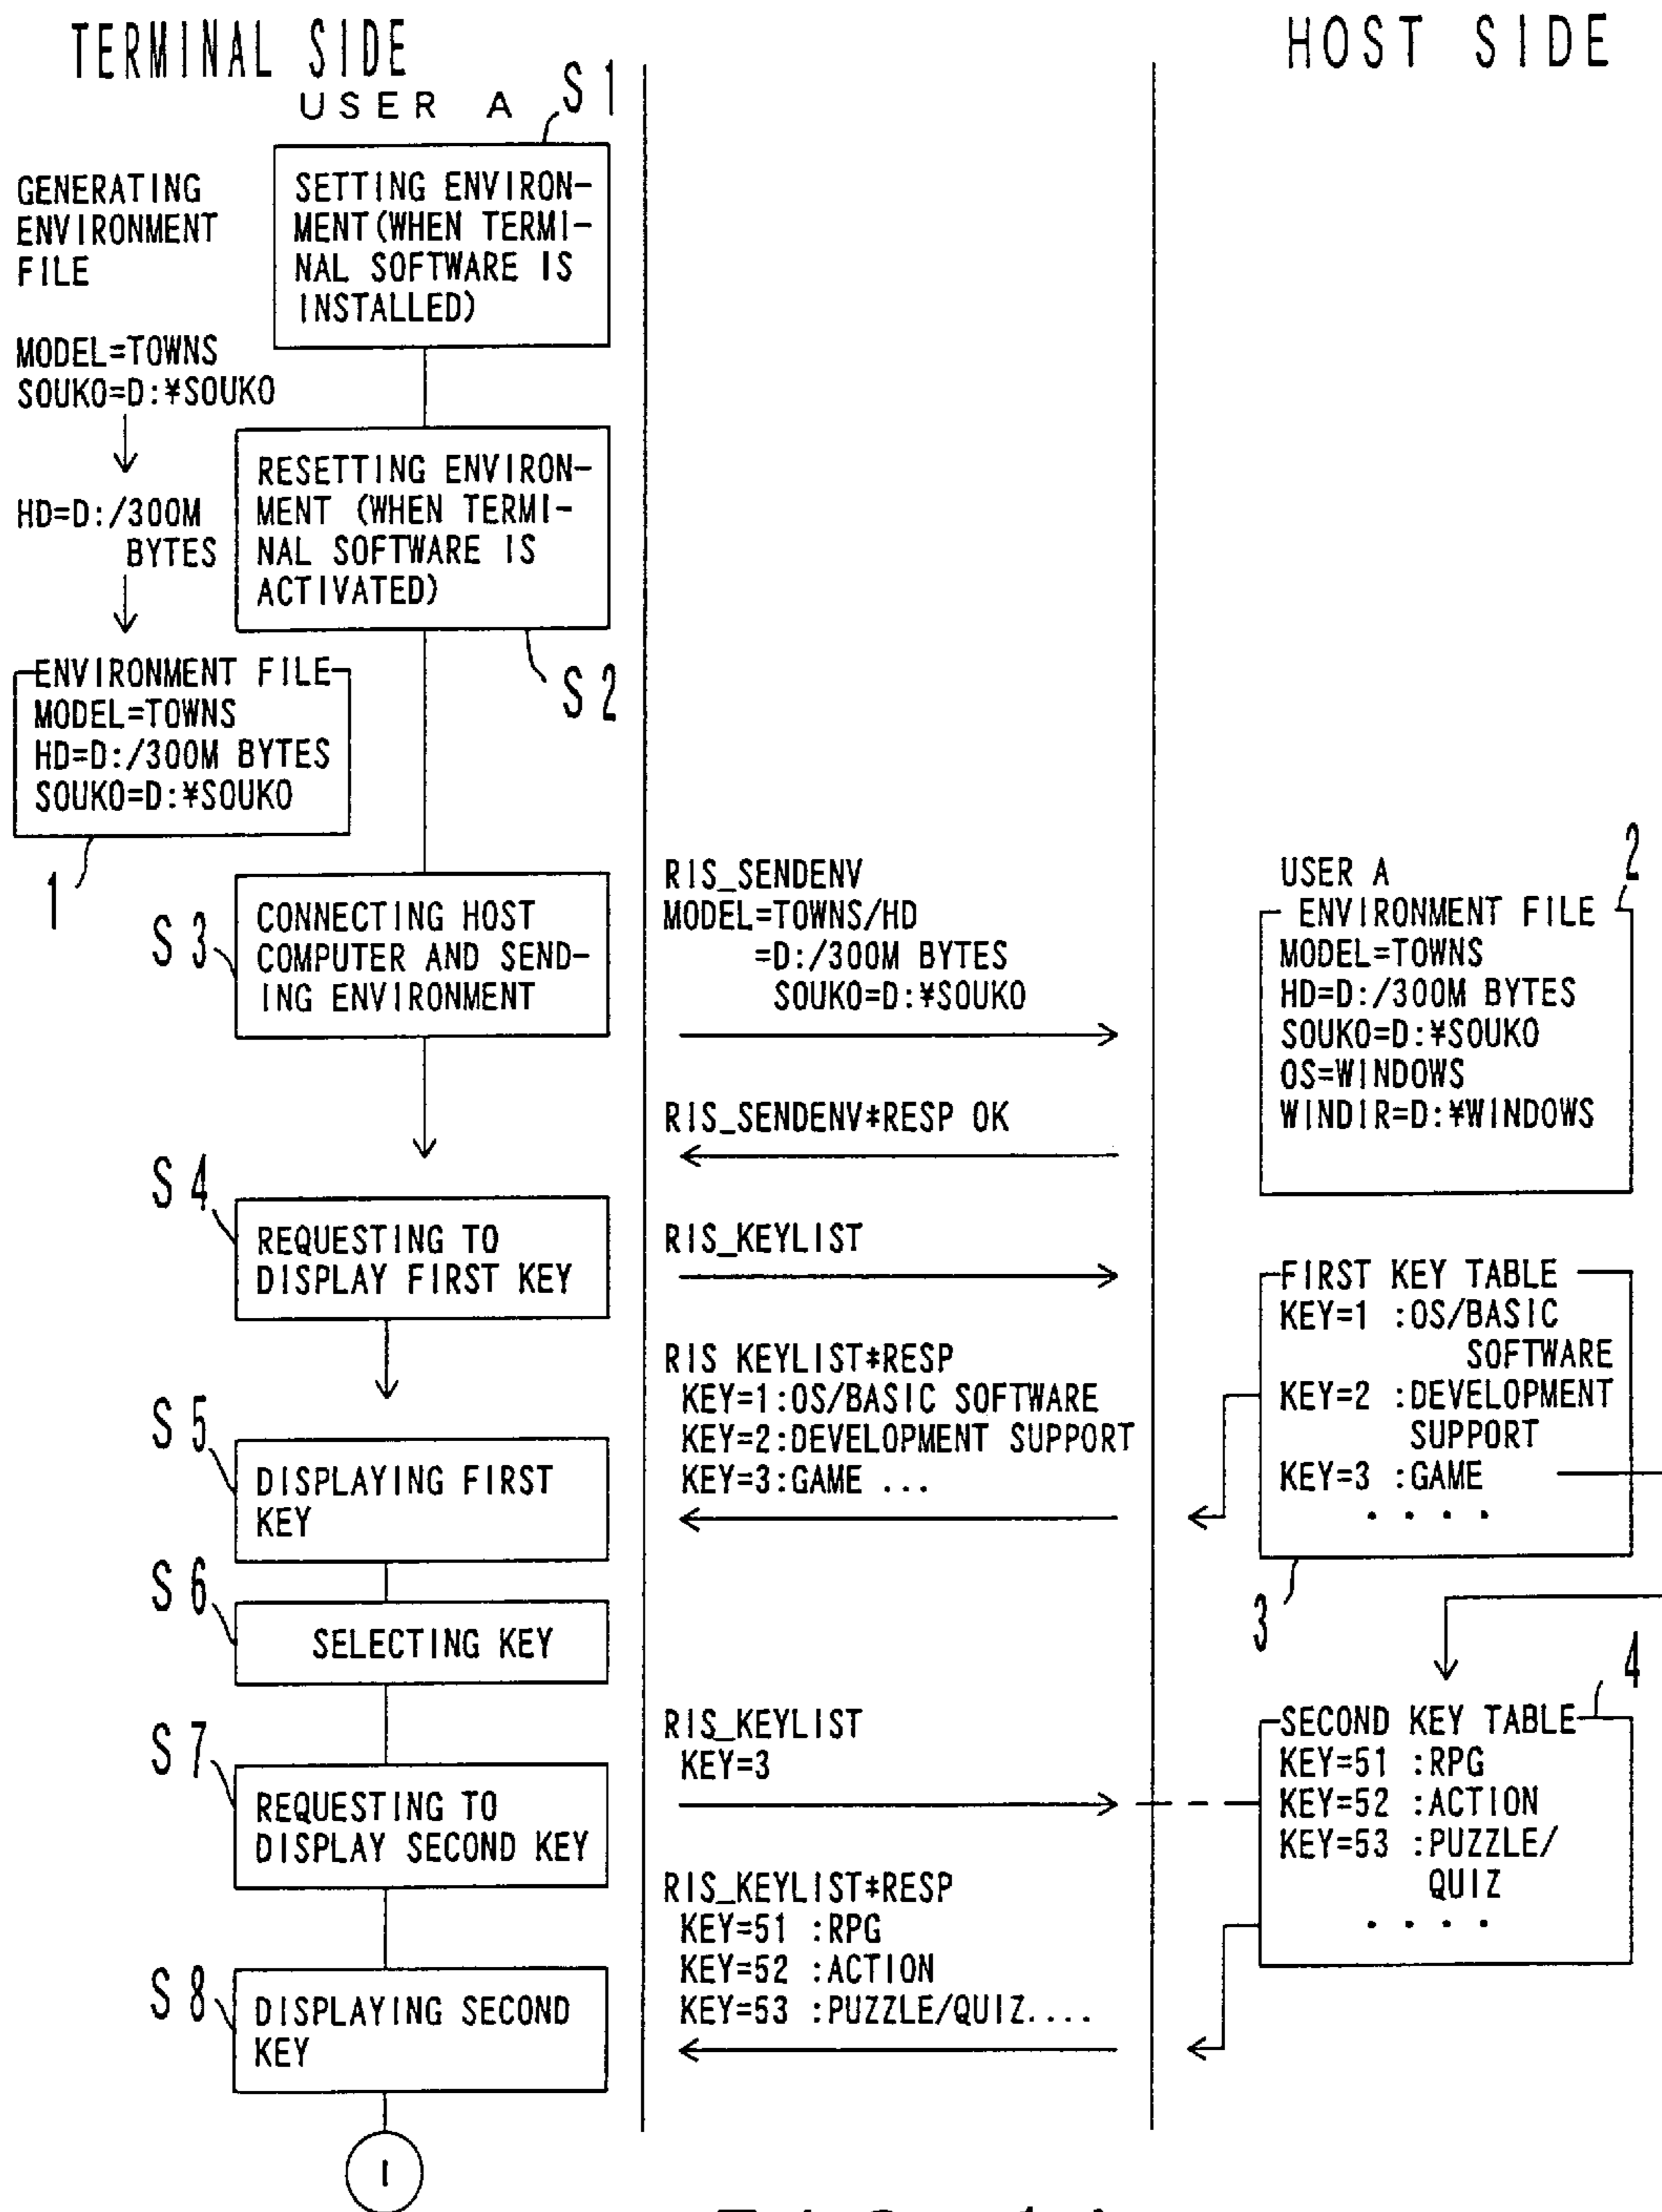 TERMINAL SIDE
HOST SIDE
USER A
S1
GENERATING
ENVIRONMENT
FILE
MODEL=TOWNS
SOUKO=D:¥SOUKO
HD=D:/300M
BYTES
SETTING ENVIRON-
MENT(WHEN TERMI-
NAL SOFTWARE IS
INSTALLED)
RESETTING ENVIRON-
MENT (WHEN TERMI-
NAL SOFTWARE IS
ACTIVATED)
S2
ENVIRONMENT FILE
MODEL=TOWNS
HD=D:/300M BYTES
SOUKO=D:¥SOUKO
1
S3
CONNECTING HOST
COMPUTER AND SEND-
ING ENVIRONMENT
RIS_SENDENV
MODEL=TOWNS/HD
=D:/300M BYTES
SOUKO=D:¥SOUKO
RIS_SENDENV*RESP OK
USER A
2
ENVIRONMENT FILE
MODEL=TOWNS
HD=D:/300M BYTES
SOUKO=D:¥SOUKO
OS=WINDOWS
WINDIR=D:¥WINDOWS
S4
REQUESTING TO
DISPLAY FIRST KEY
RIS_KEYLIST
RIS KEYLIST*RESP
KEY=1:OS/BASIC SOFTWARE
KEY=2:DEVELOPMENT SUPPORT
KEY=3:GAME ...
FIRST KEY TABLE
KEY=1 :OS/BASIC
SOFTWARE
KEY=2 :DEVELOPMENT
SUPPORT
KEY=3 :GAME
....
3
S5
DISPLAYING FIRST
KEY
S6
SELECTING KEY
S7
REQUESTING TO
DISPLAY SECOND KEY
RIS_KEYLIST
KEY=3
RIS_KEYLIST*RESP
KEY=51 :RPG
KEY=52 :ACTION
KEY=53 :PUZZLE/QUIZ....
4
SECOND KEY TABLE
KEY=51 :RPG
KEY=52 :ACTION
KEY=53 :PUZZLE/
QUIZ
....
S8
DISPLAYING SECOND
KEY
1